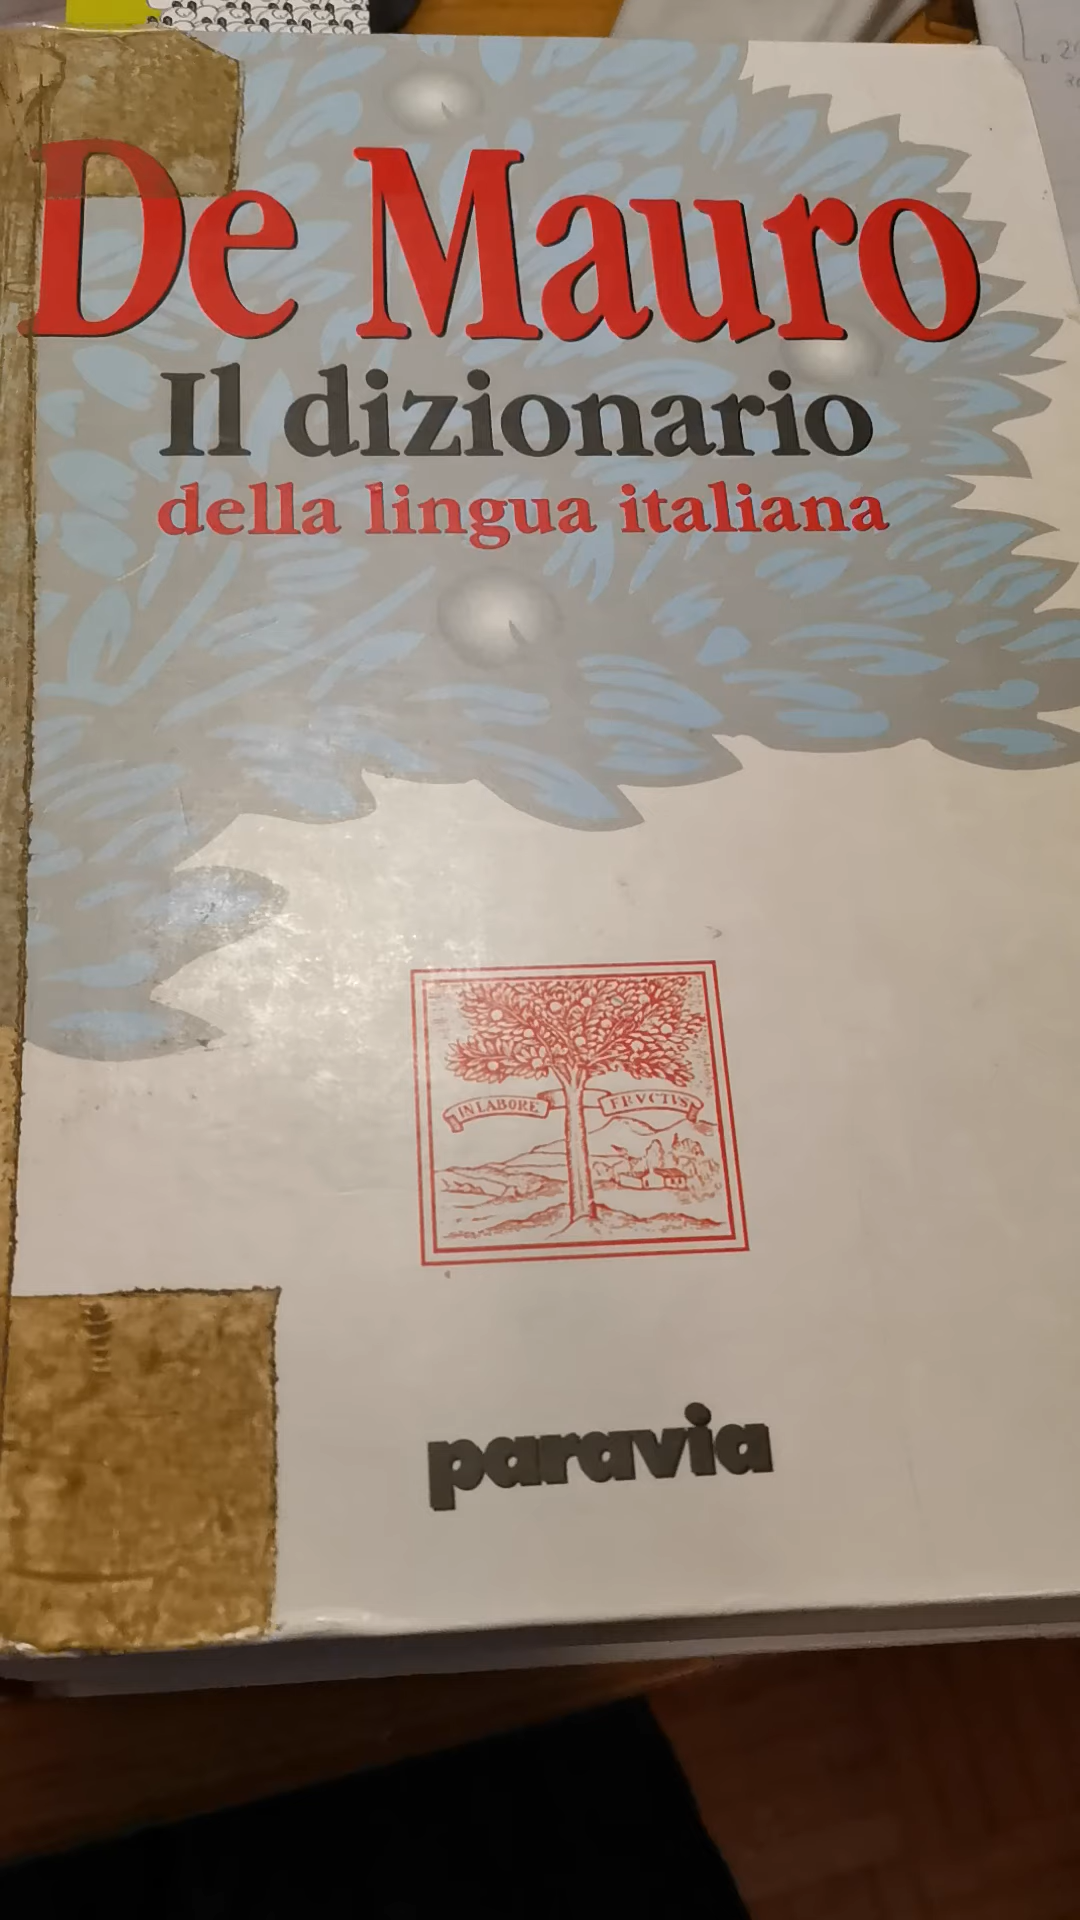 De Mauro
Il dizionario
della lingua italiana
IN LABORE FRVCTVS
paravia